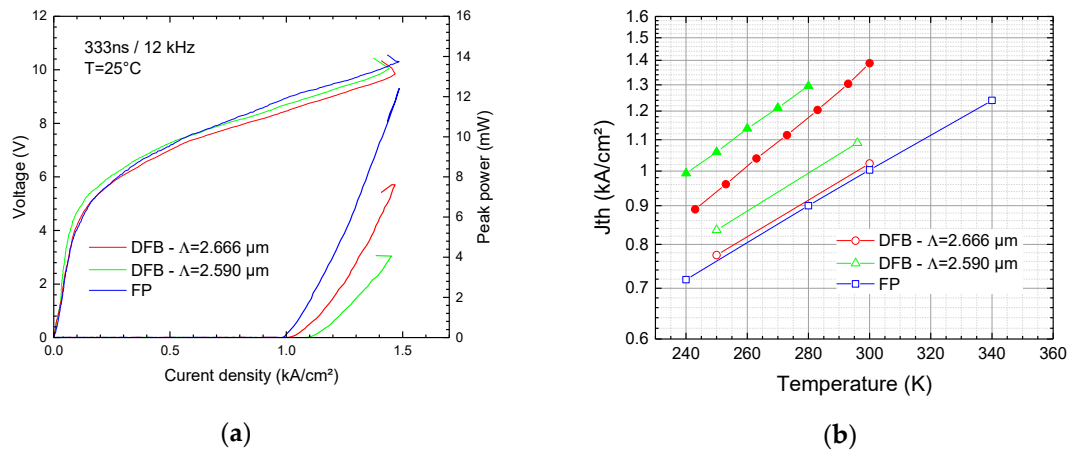 333ns / 12 kHz
T=25°C
Voltage (V)
0
2
4
6
8
10
12
Peak power (mW)
0
2
4
6
8
10
12
14
16
DFB - Λ=2.666 µm
DFB - Λ=2.590 µm
FP
0.0
0.5
1.0
1.5
Curent density (kA/cm²)
(a)
Jth (kA/cm²)
1.6
1.4
1.3
1.2
1.1
1
0.9
0.8
0.7
0.6
DFB - Λ=2.666 µm
DFB - Λ=2.590 µm
FP
240
260
280
300
320
340
360
Temperature (K)
(b)